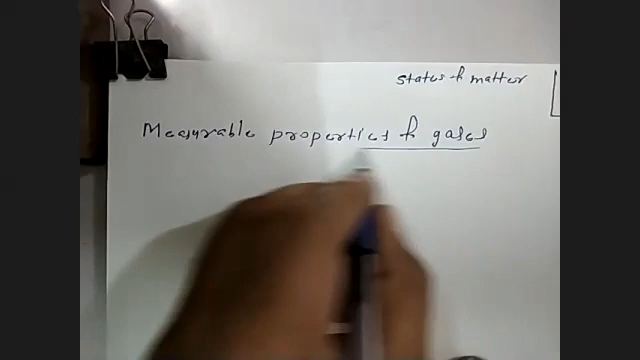 States of matter
Measurable properties of gases